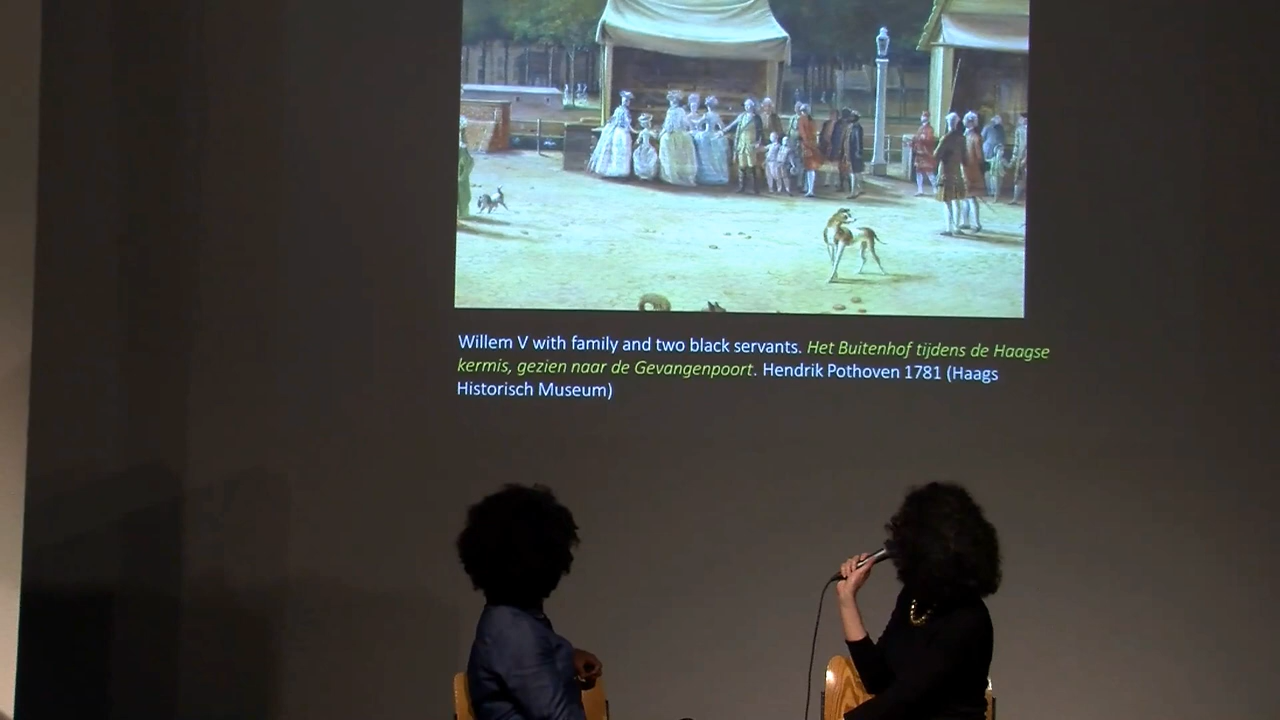 Willem V with family and two black servants. Het Buitenhof tijdens de Haagse
kermis, gezien naar de Gevangenpoort. Hendrik Pothoven 1781 (Haags
Historisch Museum)